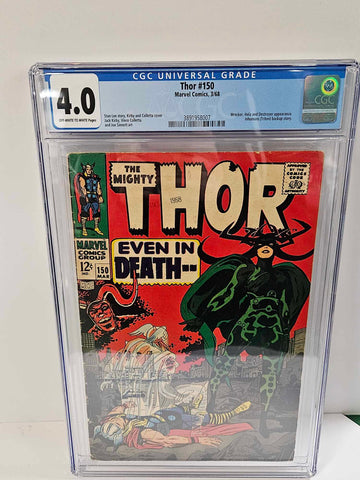 CGC UNIVERSAL GRADE
4.0
OFF-WHITE TO WHITE Pages
Thor #150
Marvel Comics, 3/68
Stan Lee story, Kirby and Colletta cover
Jack Kirby, Vince Colletta
and Joe Sinnott art
3891958007
Wrecker, Hela and Destroyer appearance
Inhumans (Triton) backup story
CGC
THE MIGHTY
THOR
APPROVED
BY THE
COMICS
CODE
AUTHORITY
MARVEL
COMICS
GROUP
12¢
IND.
150
MAR
EVEN IN
DEATH--